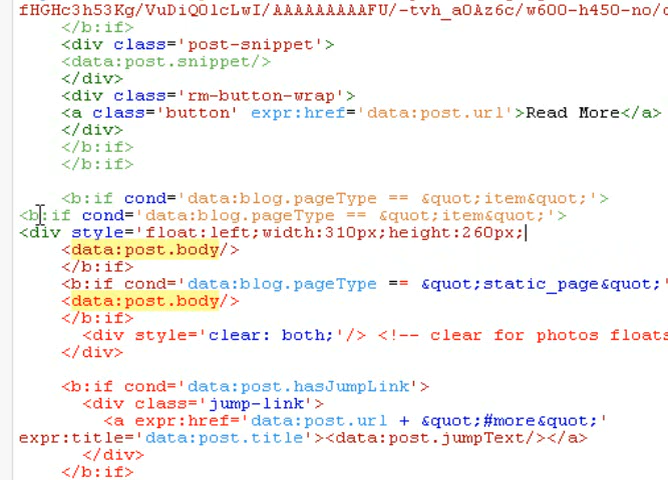 fHGHc3h53Kg/VuDiQOlcLwI/AAAAAAAAAFU/-tvh_aOAz6c/w600-h450-no/
</b:if>
<div class='post-snippet'>
<data:post.snippet/>
</div>
<div class='rm-button-wrap'>
<a class='button' expr:href='data:post.url'>Read More</a>
</div>
</b:if>
</b:if>
<b:if cond='data:blog.pageType == &quot;item&quot;'>
<b:if cond='data:blog.pageType == &quot;item&quot;'>
<div style='float:left;width:310px;height:260px;
<data:post.body/>
</b:if>
<b:if cond='data:blog.pageType == &quot;static_page&quot;'
<data:post.body/>
</b:if>
<div style='clear: both;'/> <!-- clear for photos floats
</div>
<b:if cond='data:post.hasJumpLink'>
<div class='jump-link'>
<a expr:href='data:post.url + &quot;#more&quot;'
expr:title='data:post.title'><data:post.jumpText/></a>
</div>
</b:if>